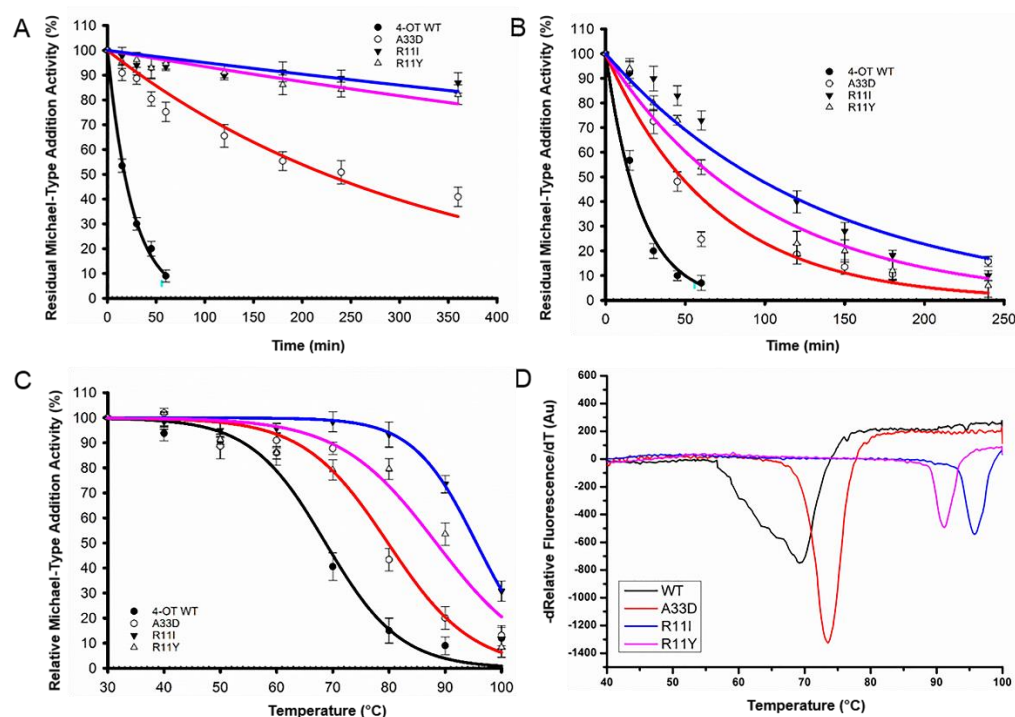 A
Residual Michael-Type Addition Activity (%)
110
100
90
80
70
60
50
40
30
20
10
0
4-OT WT
A33D
R11I
R11Y
0 50 100 150 200 250 300 350 400
Time (min)
B
Residual Michael-Type Addition Activity (%)
110
100
90
80
70
60
50
40
30
20
10
0
4-OT WT
A33D
R11I
R11Y
0 50 100 150 200 250
Time (min)
C
Relative Michael-Type Addition Activity (%)
110
100
90
80
70
60
50
40
30
20
10
0
4-OT WT
A33D
R11I
R11Y
30 40 50 60 70 80 90 100
Temperature (°C)
D
-dRelative Fluorescence/dT (Au)
600
400
200
0
-200
-400
-600
-800
-1000
-1200
-1400
WT
A33D
R11I
R11Y
40 50 60 70 80 90 100
Temperature (°C)